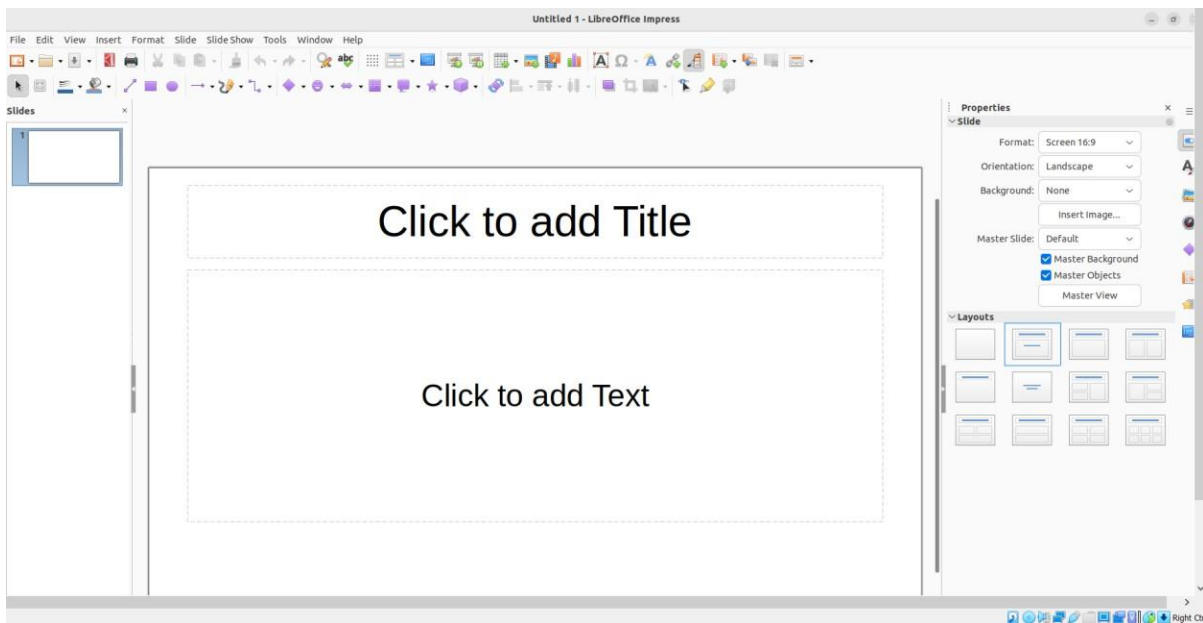 Untitled 1 - LibreOffice Impress
File Edit View Insert Format Slide Slide Show Tools Window Help
Slides
1
Click to add Title
Click to add Text
Properties
Slide
Format: Screen 16:9
Orientation: Landscape
Background: None
Insert Image...
Master Slide: Default
Master Background
Master Objects
Master View
Layouts
Right Ct